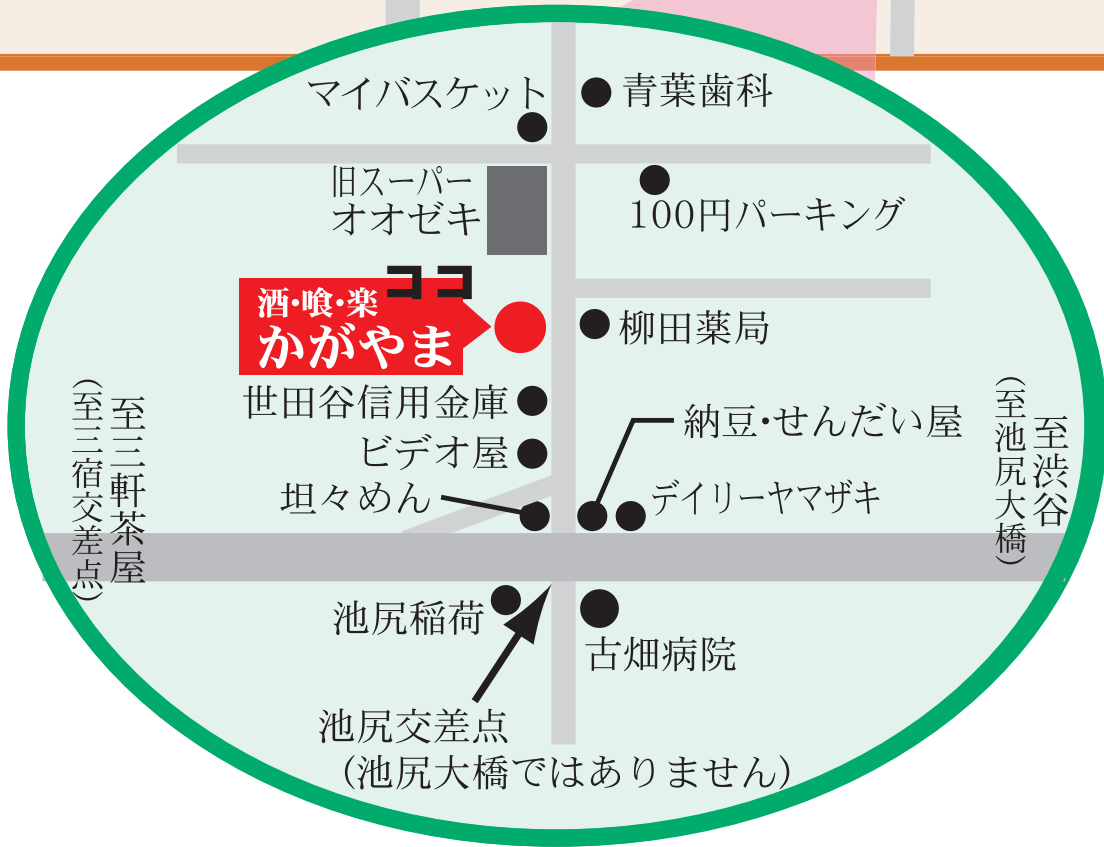 マイバスケット
青葉歯科
旧スーパー
オオゼキ
100円パーキング
ココ
酒・喰・楽
かがやま
柳田薬局
世田谷信用金庫
ビデオ屋
坦々めん
納豆・せんだい屋
デイリーヤマザキ
至三軒茶屋
(至三宿交差点)
至渋谷
(至池尻大橋)
池尻稲荷
古畑病院
池尻交差点
(池尻大橋ではありません)